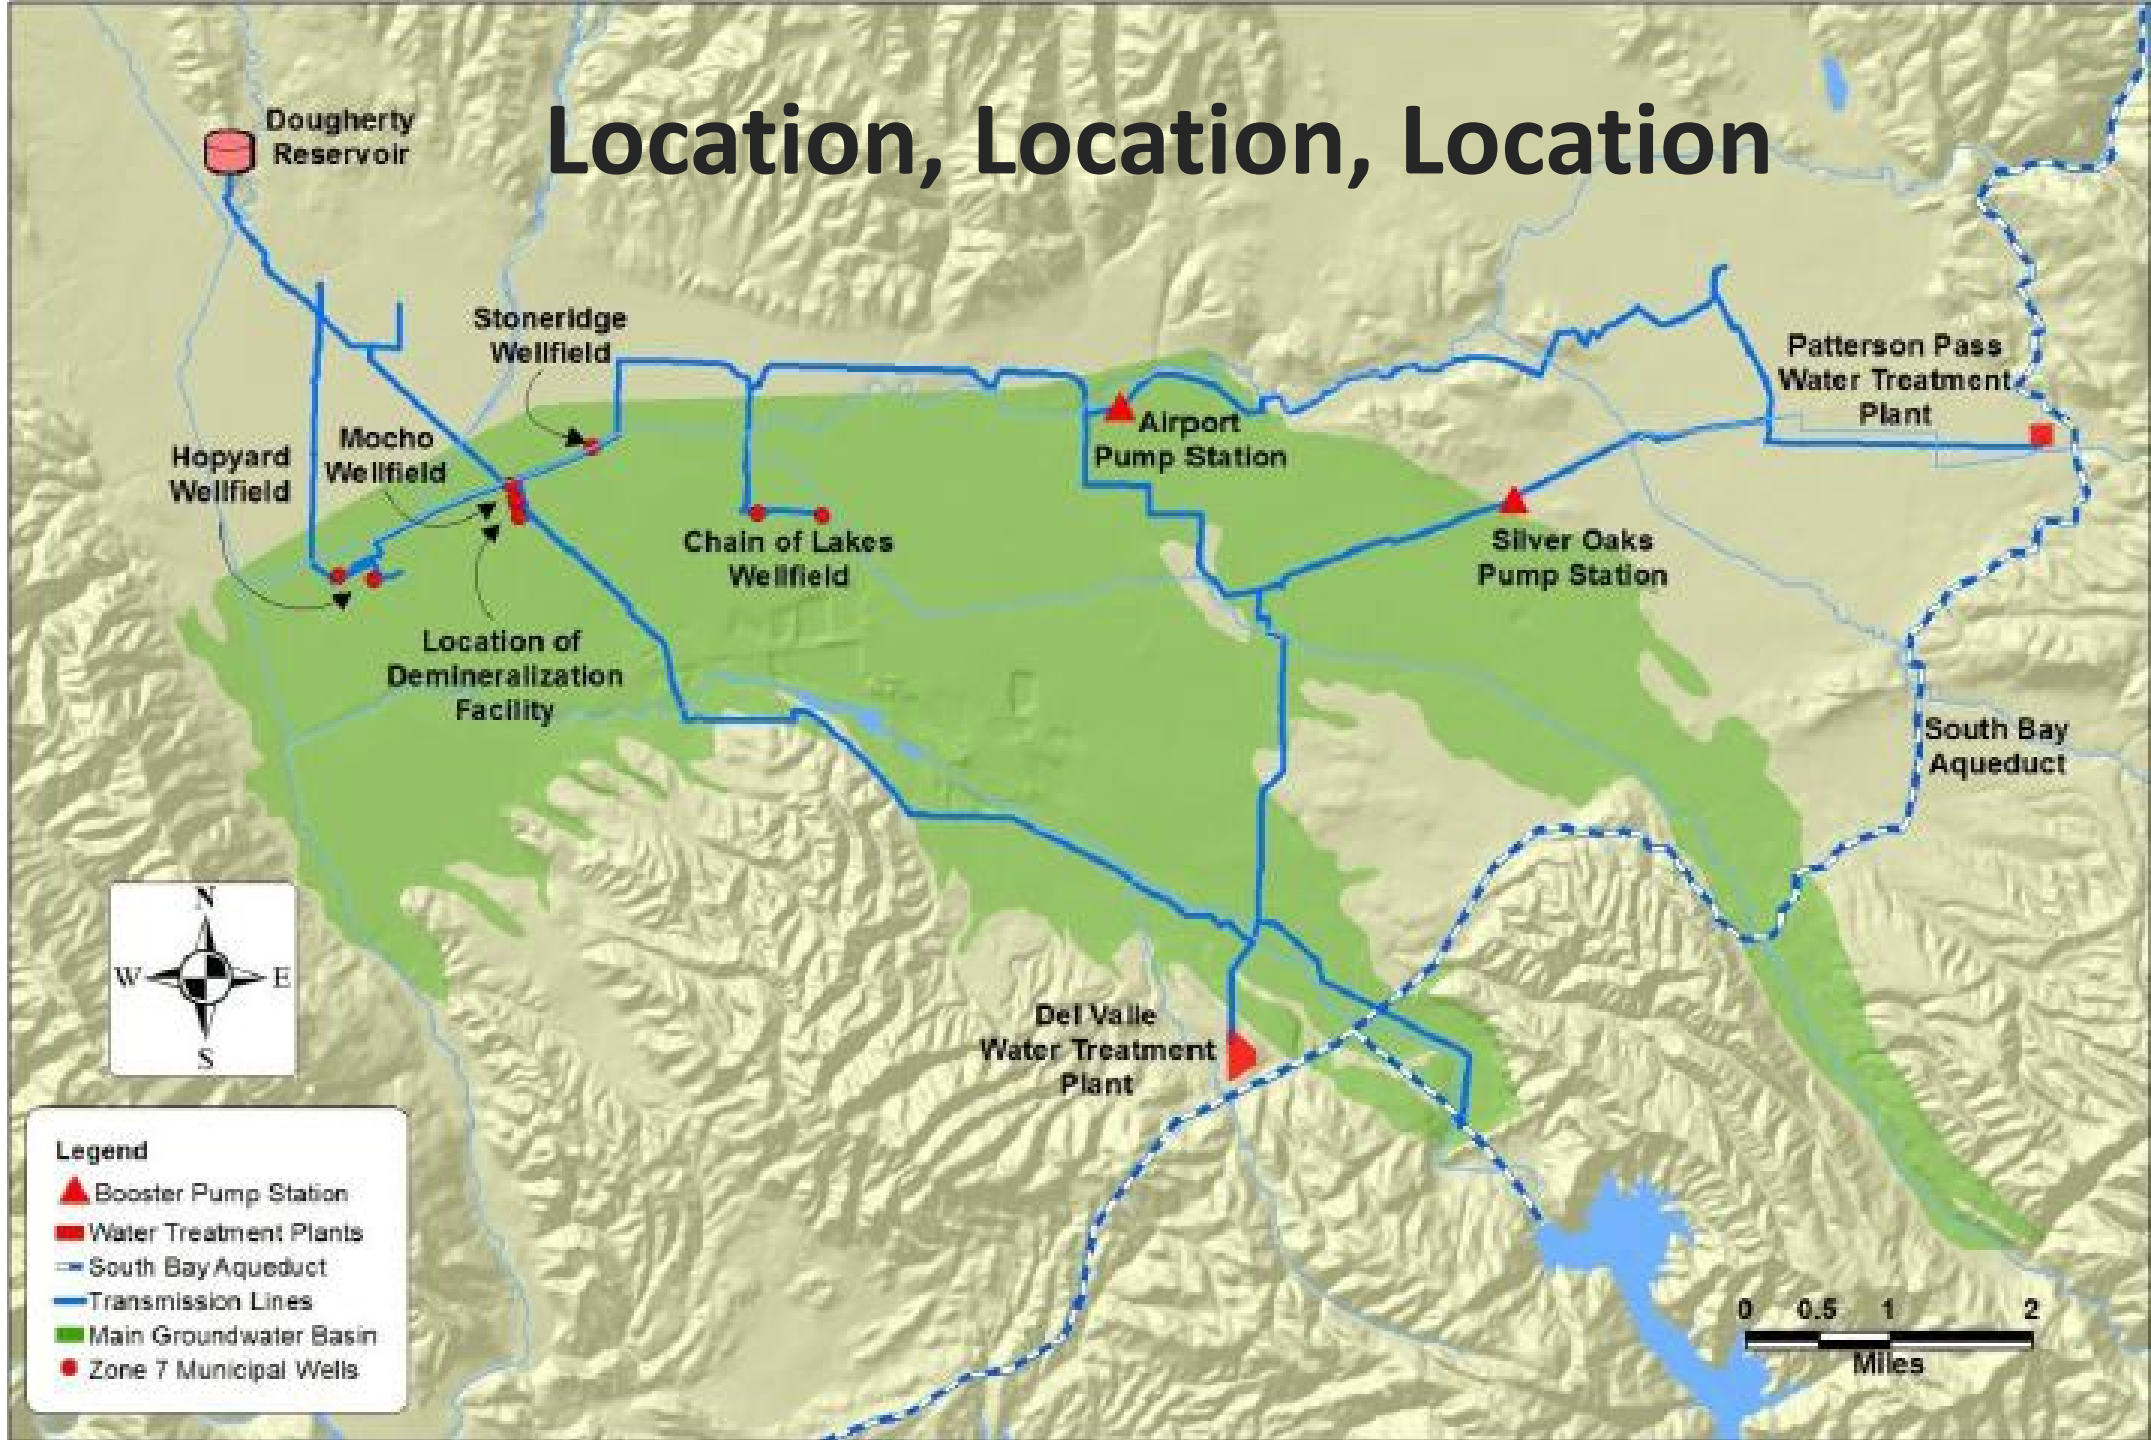 Location, Location, Location
Dougherty
Reservoir
Stoneridge
Wellfield
Patterson Pass
Water Treatment
Plant
Airport
Pump Station
Mocho
Wellfield
Hopyard
Wellfield
Chain of Lakes
Wellfield
Silver Oaks
Pump Station
Location of
Demineralization
Facility
South Bay
Aqueduct
N
W
E
S
Del Valle
Water Treatment
Plant
Legend
Booster Pump Station
Water Treatment Plants
South Bay Aqueduct
Transmission Lines
Main Groundwater Basin
Zone 7 Municipal Wells
0 0.5 1 2
Miles